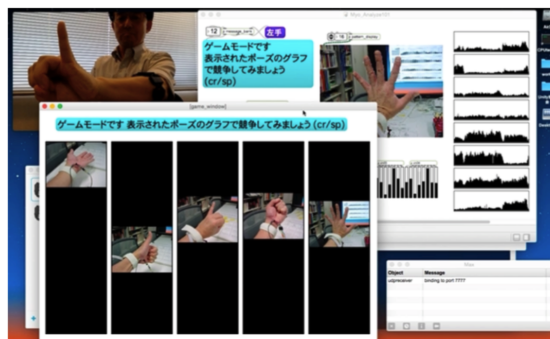 12
左手
ゲームモードです
表示されたポーズのグラフ
で競争してみましょう
(cr/sp)
16
[game_window]
ゲームモードです 表示されたポーズのグラフで競争してみましょう (cr/sp)
Max
Object Message
udpreceive binding to port 7777